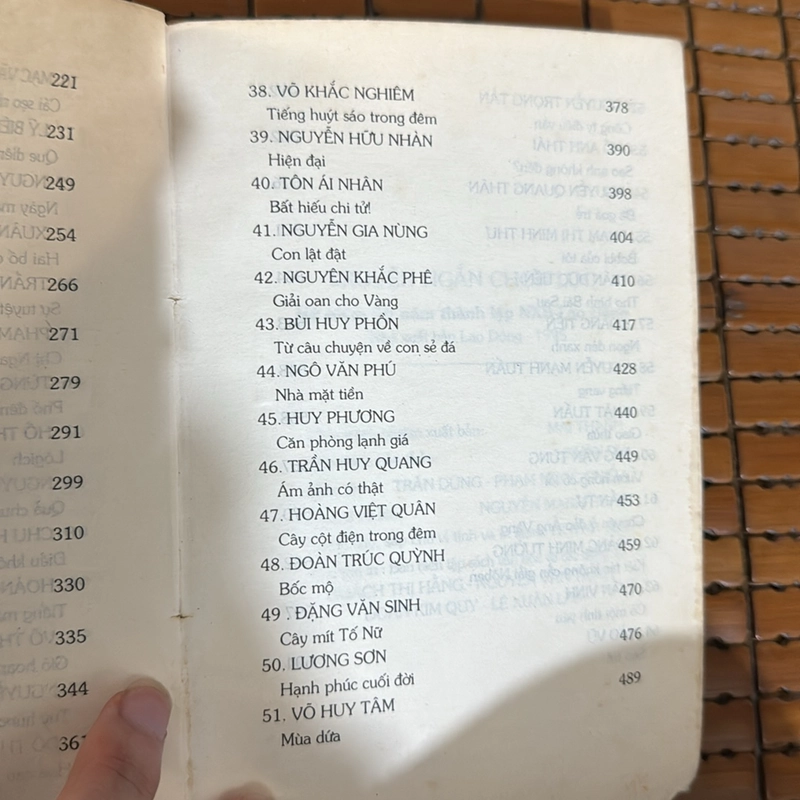 221
231
249
254
266
271
279
291
299
310
330
335
344
361
38. VÕ KHẮC NGHIÊM
Tiếng huýt sáo trong đêm 378
39. NGUYỄN HỮU NHÀN
Hiện đại 390
40. TÔN ÁI NHÂN
Bất hiếu chi tử! 398
41. NGUYỄN GIA NÙNG
Con lật đật 404
42. NGUYÊN KHẮC PHÊ
Giải oan cho Vàng 410
43. BÙI HUY PHỒN
Từ câu chuyện về con sẻ đá 417
44. NGÔ VĂN PHÚ
Nhà mặt tiền 428
45. HUY PHƯƠNG
Căn phòng lạnh giá 440
46. TRẦN HUY QUANG
Ám ảnh có thật 449
47. HOÀNG VIỆT QUÂN
Cây cột điện trong đêm 453
48. ĐOÀN TRÚC QUỲNH
Bốc mộ 459
49. ĐẶNG VĂN SINH
Cây mít Tố Nữ 470
50. LƯƠNG SƠN
Hạnh phúc cuối đời 476
51. VÕ HUY TÂM
Mùa dứa 489